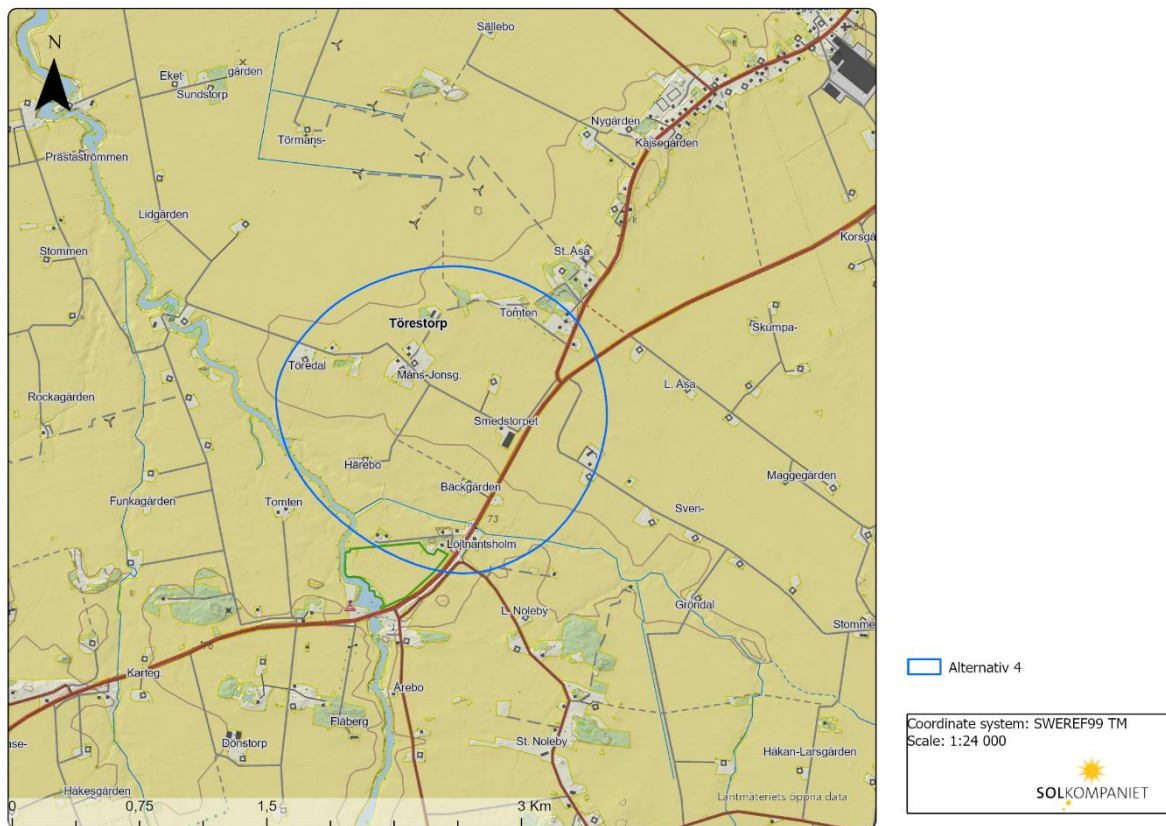 N
Sällebo
Eket
gården
Sundstorp
Nygården
Kajsegården
Törmans-
Prästaströmmen
Lidgården
Stommen
St. Åsa
Korsgå
Tomten
Törestorp
Skumpa-
Töredal
Måns-Jonsg.
L. Åsa
Rockagården
Smedstorpet
Härebo
Maggegården
Bäckgården
Funkagården
Tomten
Sven-
73
Löjtnantsholm
Gröndal
L. Noleby
Stomme
Karleg.
Årebo
Flåberg
Dönstorp
St. Noleby
Håkan-Larsgården
ase-
Håkesgården
0 0,75 1,5 3 Km
Lantmäteriets öppna data
Alternativ 4
Coordinate system: SWEREF99 TM
Scale: 1:24 000
SOLKOMPANIET